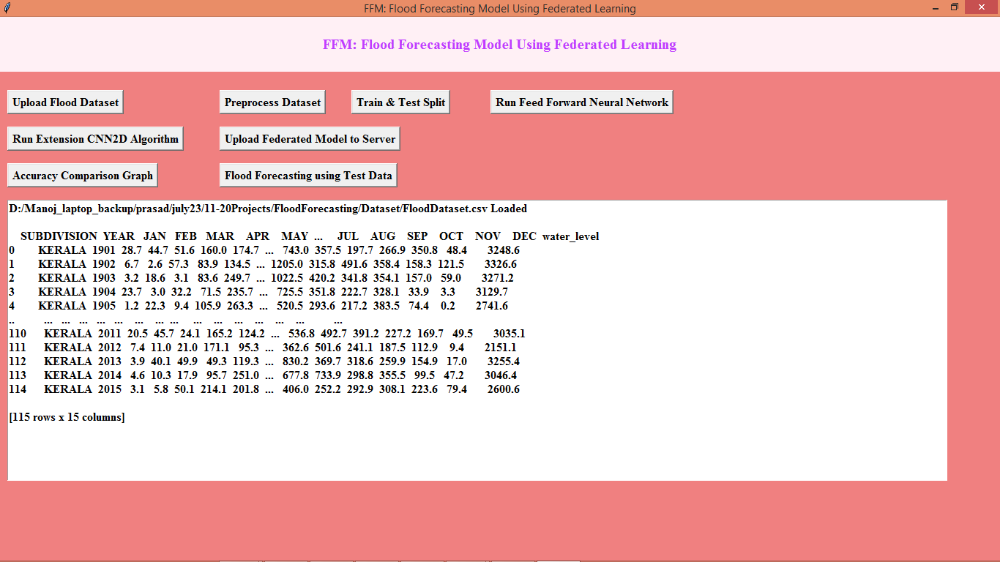 FFM: Flood Forecasting Model Using Federated Learning
FFM: Flood Forecasting Model Using Federated Learning
Upload Flood Dataset Preprocess Dataset Train & Test Split Run Feed Forward Neural Network
Run Extension CNN2D Algorithm Upload Federated Model to Server
Accuracy Comparison Graph Flood Forecasting using Test Data
D:/Manoj_laptop_backup/prasad/july23/11-20Projects/FloodForecasting/Dataset/FloodDataset.csv Loaded
SUBDIVISION YEAR JAN FEB MAR APR MAY ... JUL AUG SEP OCT NOV DEC water_level
0 KERALA 1901 28.7 44.7 51.6 160.0 174.7 ... 743.0 357.5 197.7 266.9 350.8 48.4 3248.6
1 KERALA 1902 6.7 2.6 57.3 83.9 134.5 ... 1205.0 315.8 491.6 358.4 158.3 121.5 3326.6
2 KERALA 1903 3.2 18.6 3.1 83.6 249.7 ... 1022.5 420.2 341.8 354.1 157.0 59.0 3271.2
3 KERALA 1904 23.7 3.0 32.2 71.5 235.7 ... 725.5 351.8 222.7 328.1 33.9 3.3 3129.7
4 KERALA 1905 1.2 22.3 9.4 105.9 263.3 ... 520.5 293.6 217.2 383.5 74.4 0.2 2741.6
.. ... ... ... ... ... ... ... ... ... ... ... ... ... ... ...
110 KERALA 2011 20.5 45.7 24.1 165.2 124.2 ... 536.8 492.7 391.2 227.2 169.7 49.5 3035.1
111 KERALA 2012 7.4 11.0 21.0 171.1 95.3 ... 362.6 501.6 241.1 187.5 112.9 9.4 2151.1
112 KERALA 2013 3.9 40.1 49.9 49.3 119.3 ... 830.2 369.7 318.6 259.9 154.9 17.0 3255.4
113 KERALA 2014 4.6 10.3 17.9 95.7 251.0 ... 677.8 733.9 298.8 355.5 99.5 47.2 3046.4
114 KERALA 2015 3.1 5.8 50.1 214.1 201.8 ... 406.0 252.2 292.9 308.1 223.6 79.4 2600.6
[115 rows x 15 columns]